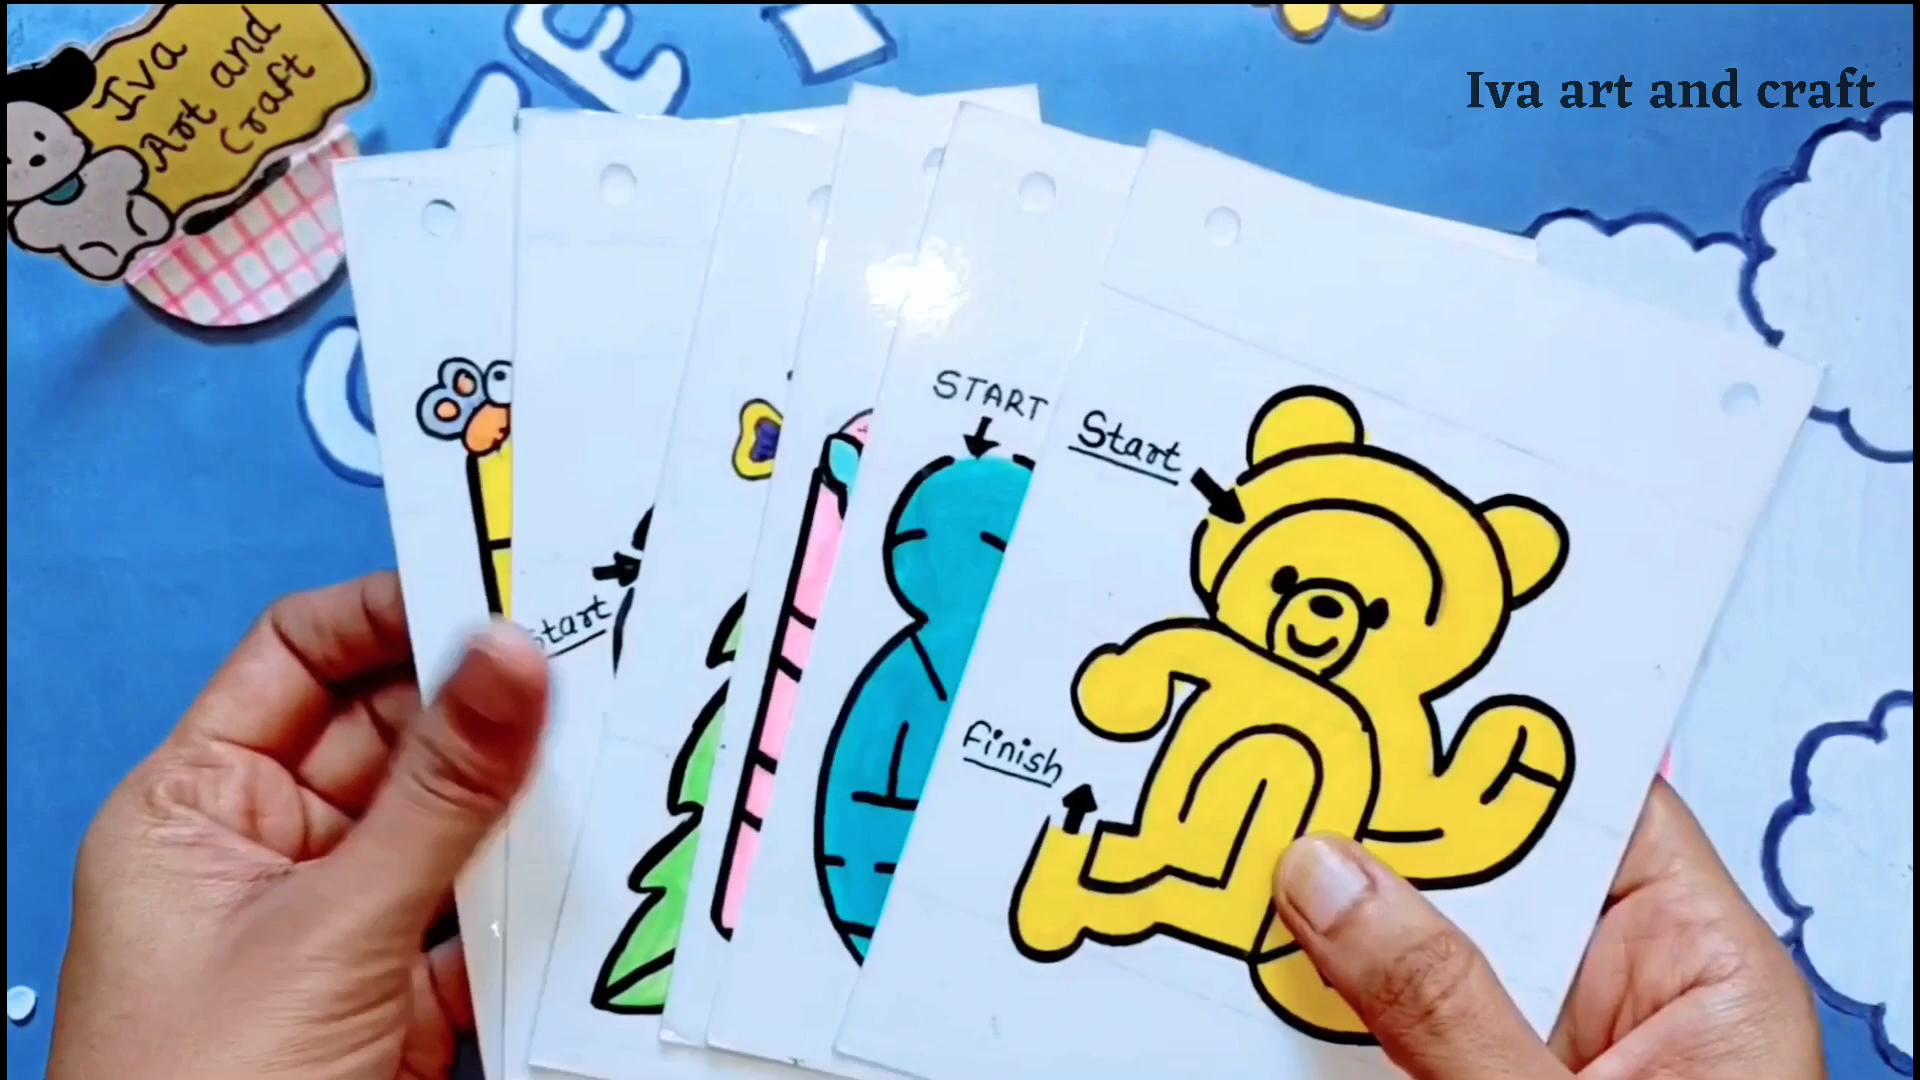 Iva
Art and
Craft
Iva art and craft
START
Start
Start
Finish